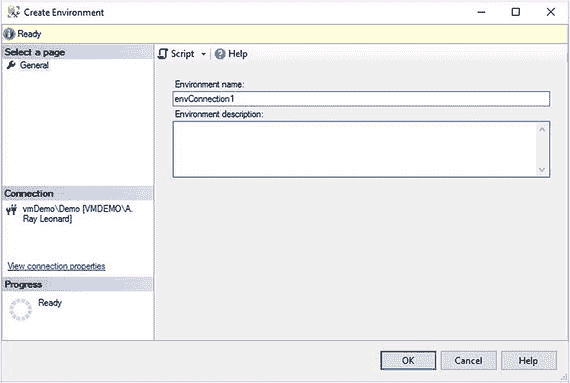 Create Environment
Ready
Select a page
General
Script
Help
Environment name:
envConnection1
Environment description:
Connection
vmDemo\Demo [VMDEMO\A.
Ray Leonard]
View connection properties
Progress
Ready
OK
Cancel
Help